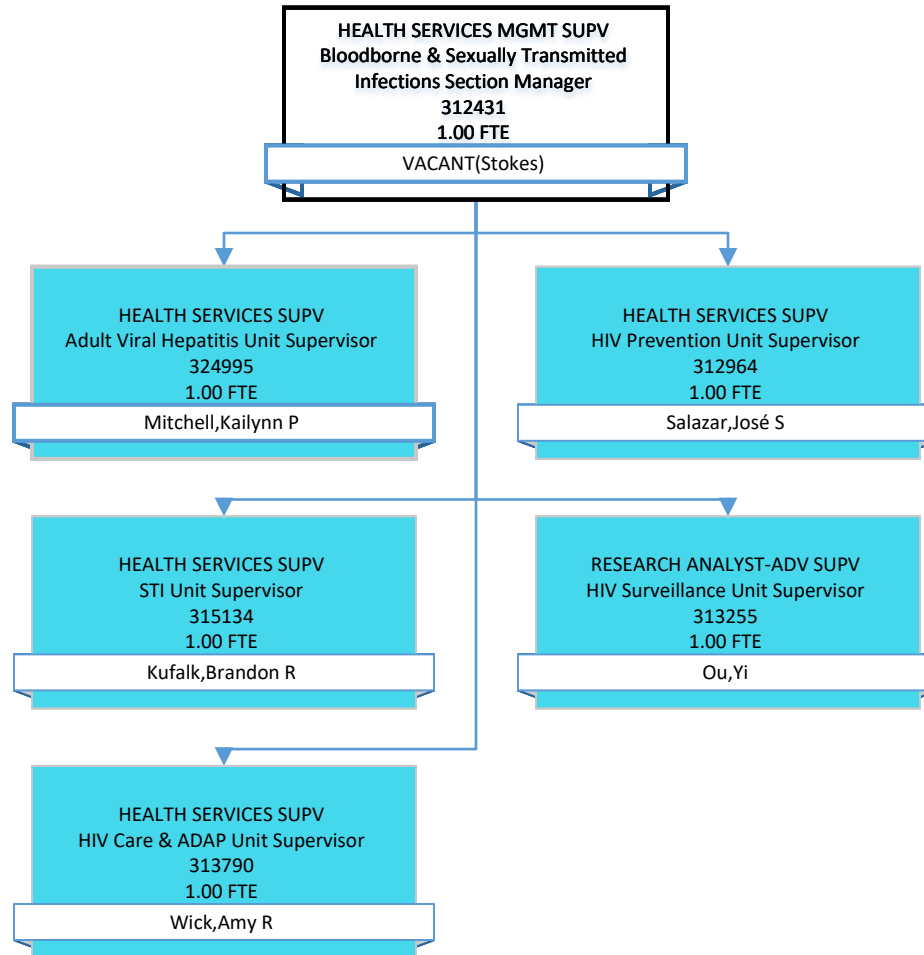 HEALTH SERVICES MGMT SUPV
Bloodborne & Sexually Transmitted
Infections Section Manager
312431
1.00 FTE
VACANT(Stokes)
HEALTH SERVICES SUPV
Adult Viral Hepatitis Unit Supervisor
324995
1.00 FTE
Mitchell,Kailynn P
HEALTH SERVICES SUPV
HIV Prevention Unit Supervisor
312964
1.00 FTE
Salazar,José S
HEALTH SERVICES SUPV
STI Unit Supervisor
315134
1.00 FTE
Kufalk,Brandon R
RESEARCH ANALYST-ADV SUPV
HIV Surveillance Unit Supervisor
313255
1.00 FTE
Ou,Yi
HEALTH SERVICES SUPV
HIV Care & ADAP Unit Supervisor
313790
1.00 FTE
Wick,Amy R